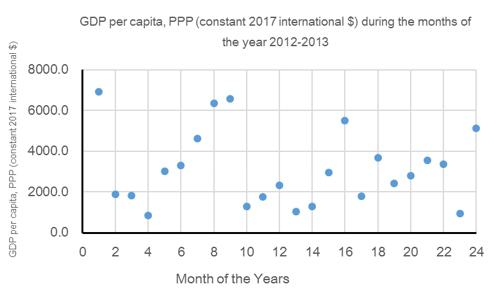 GDP per capita, PPP (constant 2017 international $) during the months of
the year 2012-2013
GDP per capita, PPP (constant 2017 international $)
8000.0
6000.0
4000.0
2000.0
0.0
0 2 4 6 8 10 12 14 16 18 20 22 24
Month of the Years